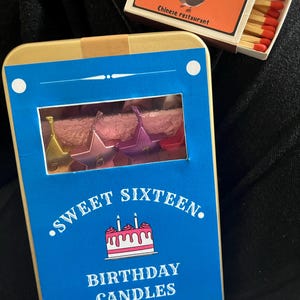 Chinese restaurant
SWEET SIXTEEN
BIRTHDAY
CANDLES